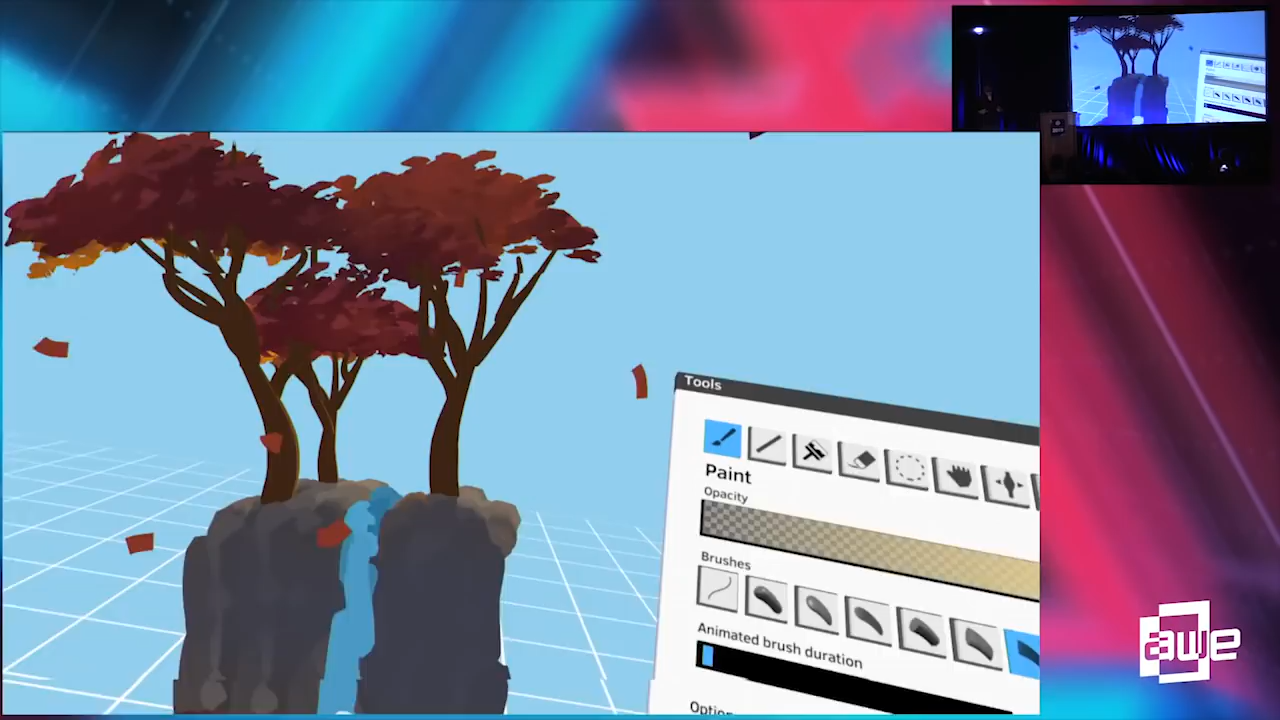 Tools
Paint
Opacity
Brushes
Animated brush duration
awe